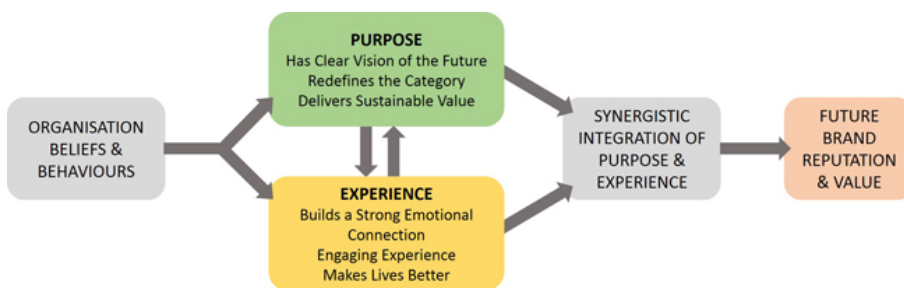 ORGANISATION
BELIEFS &
BEHAVIOURS
PURPOSE
Has Clear Vision of the Future
Redefines the Category
Delivers Sustainable Value
EXPERIENCE
Builds a Strong Emotional
Connection
Engaging Experience
Makes Lives Better
SYNERGISTIC
INTEGRATION OF
PURPOSE &
EXPERIENCE
FUTURE
BRAND
REPUTATION
& VALUE